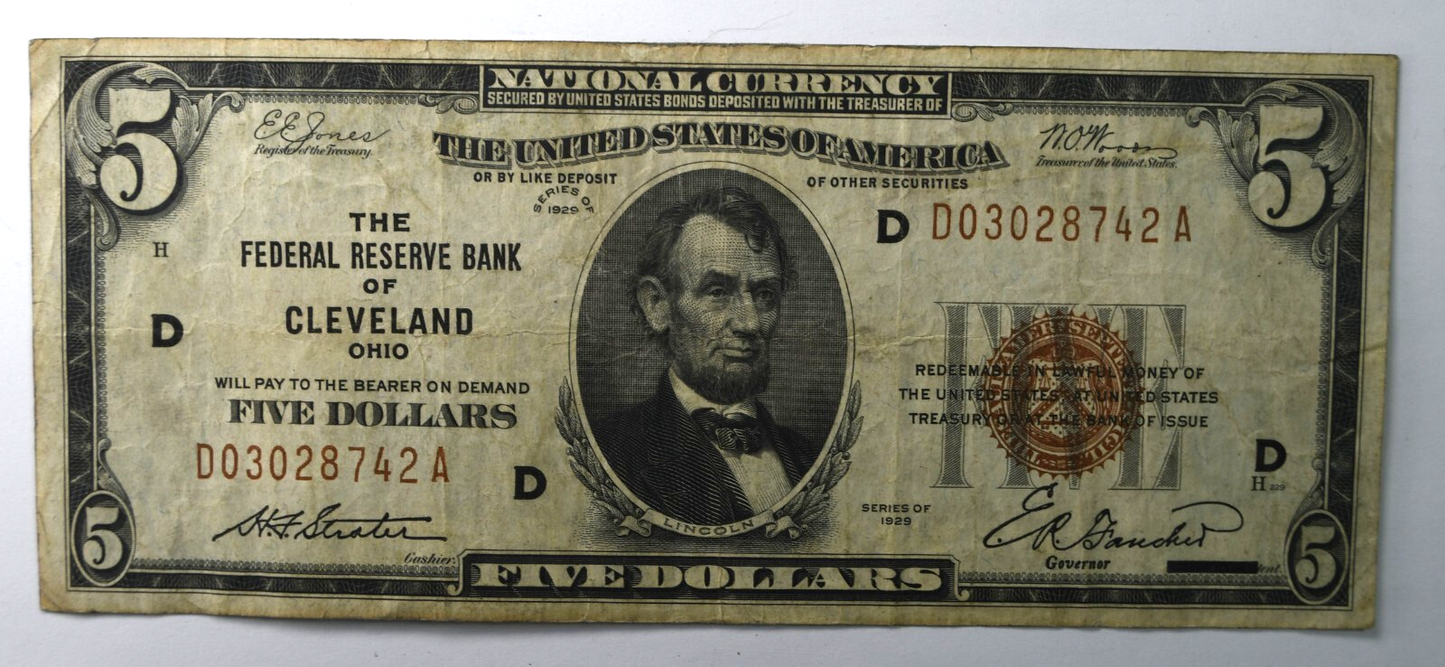 NATIONAL CURRENCY
SECURED BY UNITED STATES BONDS DEPOSITED WITH THE TREASURER OF
THE UNITED STATES OF AMERICA
OR BY LIKE DEPOSIT OF OTHER SECURITIES
5
5
E.E. Jones
Register of the Treasury.
W.O. Woods
Treasurer of the United States.
SERIES OF
1929
THE
FEDERAL RESERVE BANK
OF
CLEVELAND
OHIO
H
D
WILL PAY TO THE BEARER ON DEMAND
FIVE DOLLARS
D03028742A
D
H.F. Strater
Cashier.
LINCOLN
D D03028742A
FIVE
REDEEMABLE IN LAWFUL MONEY OF
THE UNITED STATES AT UNITED STATES
TREASURY OR AT THE BANK OF ISSUE
D
H 229
SERIES OF
1929
E.R. Fancher
Governor
5
FIVE DOLLARS
5